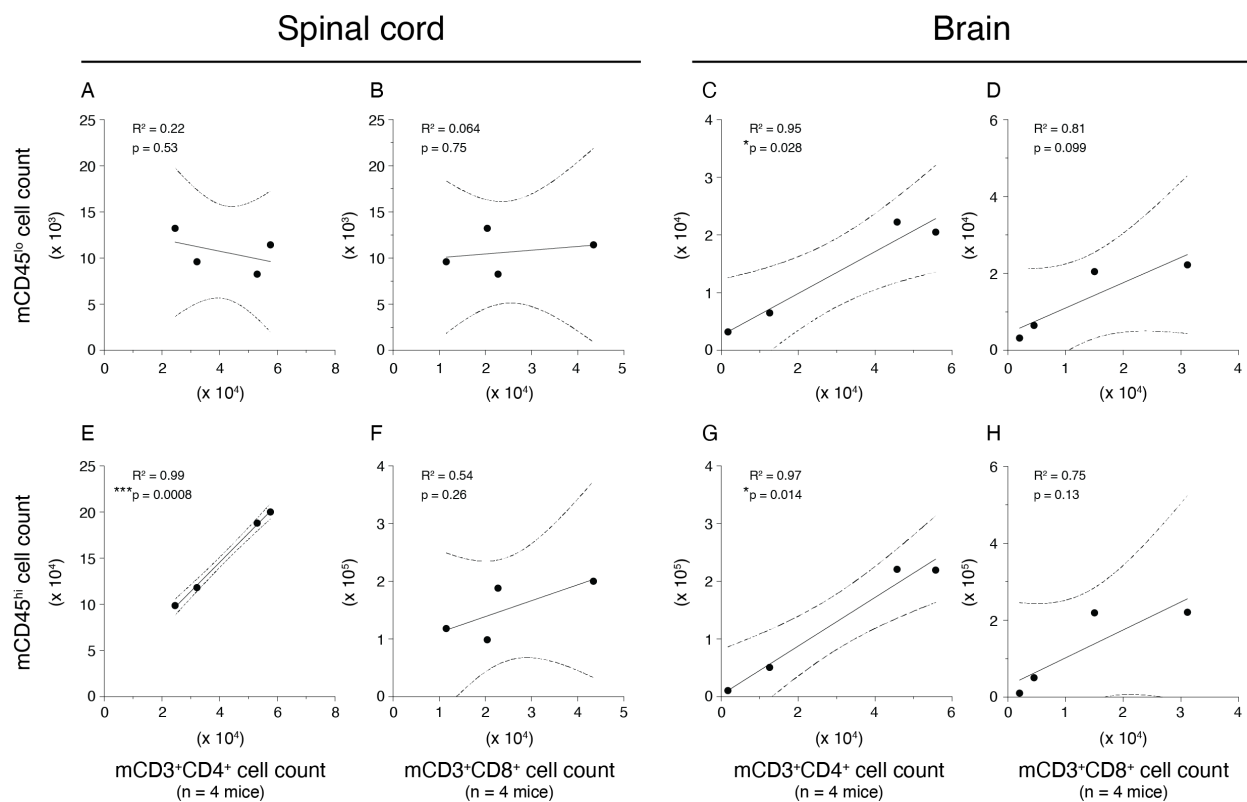 Spinal cord
Brain
mCD45ˡᵒ cell count
A
R² = 0.22
p = 0.53
25
20
15
10
5
0
(x 10³)
0 2 4 6 8
(x 10⁴)
B
R² = 0.064
p = 0.75
25
20
15
10
5
0
(x 10³)
0 1 2 3 4 5
(x 10⁴)
C
R² = 0.95
*p = 0.028
4
3
2
1
0
(x 10⁴)
0 2 4 6
(x 10⁴)
D
R² = 0.81
p = 0.099
6
4
2
0
(x 10⁴)
0 1 2 3 4
(x 10⁴)
mCD45ʰⁱ cell count
E
R² = 0.99
***p = 0.0008
25
20
15
10
5
0
(x 10⁴)
0 2 4 6 8
(x 10⁴)
mCD3⁺CD4⁺ cell count
(n = 4 mice)
F
R² = 0.54
p = 0.26
4
3
2
1
0
(x 10⁵)
0 1 2 3 4 5
(x 10⁴)
mCD3⁺CD8⁺ cell count
(n = 4 mice)
G
R² = 0.97
*p = 0.014
4
3
2
1
0
(x 10⁵)
0 2 4 6
(x 10⁴)
mCD3⁺CD4⁺ cell count
(n = 4 mice)
H
R² = 0.75
p = 0.13
6
4
2
0
(x 10⁵)
0 1 2 3 4
(x 10⁴)
mCD3⁺CD8⁺ cell count
(n = 4 mice)